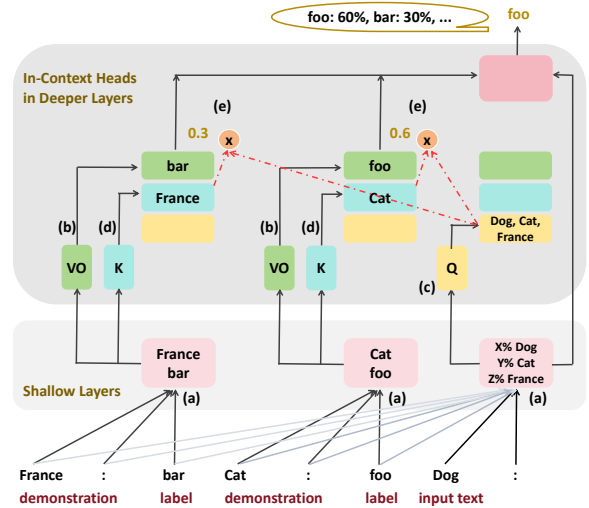 foo: 60%, bar: 30%, ...
foo
In-Context Heads
in Deeper Layers
(e)
(e)
0.3
x
0.6
x
bar
foo
France
Cat
(b)
(d)
(b)
(d)
Dog, Cat,
France
VO
K
VO
K
Q
(c)
France
bar
Cat
foo
X% Dog
Y% Cat
Z% France
Shallow Layers
(a)
(a)
(a)
France
:
bar
Cat
:
foo
Dog
:
demonstration
label
demonstration
label
input text